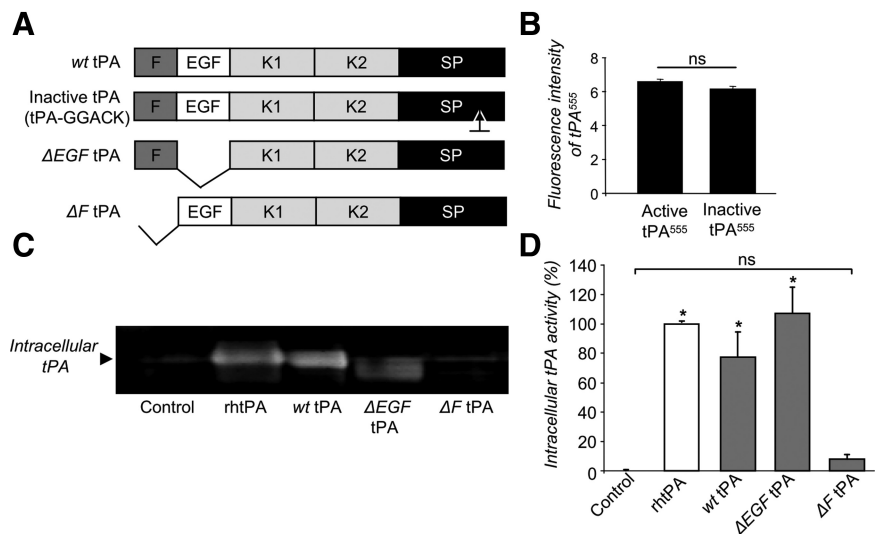 A
wt tPA
F EGF K1 K2 SP
Inactive tPA
(tPA-GGACK)
F EGF K1 K2 SP
ΔEGF tPA
F K1 K2 SP
ΔF tPA
EGF K1 K2 SP
B
Fluorescence intensity
of tPA555
8
6
4
2
0
ns
Active
tPA555
Inactive
tPA555
C
Intracellular
tPA
Control
rhtPA
wt tPA
ΔEGF
tPA
ΔF tPA
D
Intracellular tPA activity (%)
140
120
100
80
60
40
20
0
ns
*
*
*
Control
rhtPA
wt tPA
ΔEGF tPA
ΔF tPA